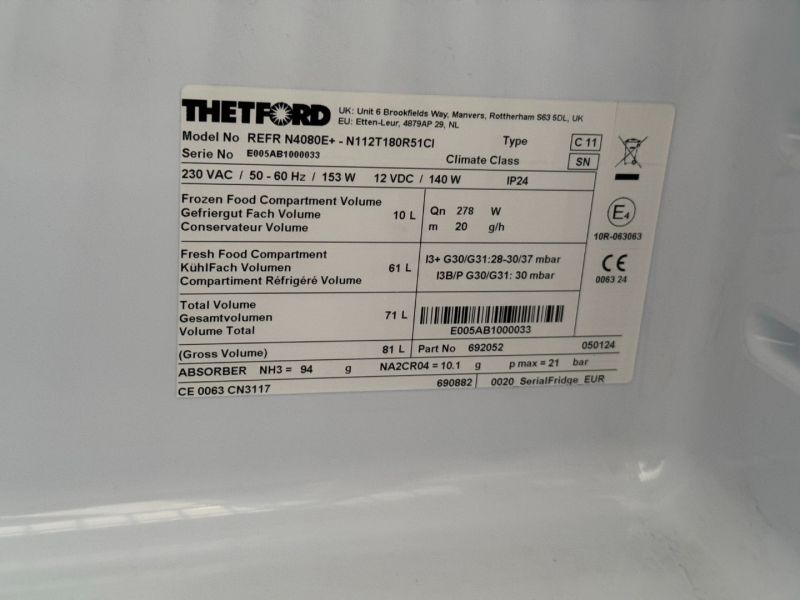 THETFORD
UK: Unit 6 Brookfields Way, Manvers, Rottherham S63 5DL, UK
EU: Etten-Leur, 4879AP 29, NL
Model No REFR N4080E+ - N112T180R51CI Type C 11
Serie No E005AB1000033 Climate Class SN
230 VAC / 50 - 60 Hz / 153 W 12 VDC / 140 W IP24
Frozen Food Compartment Volume
Gefriergut Fach Volume 10 L
Conservateur Volume
Qn 278 W
m 20 g/h
E4
10R-063063
Fresh Food Compartment
KühlFach Volumen 61 L
Compartiment Réfrigéré Volume
I3+ G30/G31:28-30/37 mbar
I3B/P G30/G31: 30 mbar
CE
0063 24
Total Volume
Gesamtvolumen 71 L
Volume Total
E005AB1000033
(Gross Volume) 81 L Part No 692052 050124
ABSORBER NH3 = 94 g NA2CR04 = 10.1 g p max = 21 bar
CE 0063 CN3117 690882 0020_SerialFridge_EUR